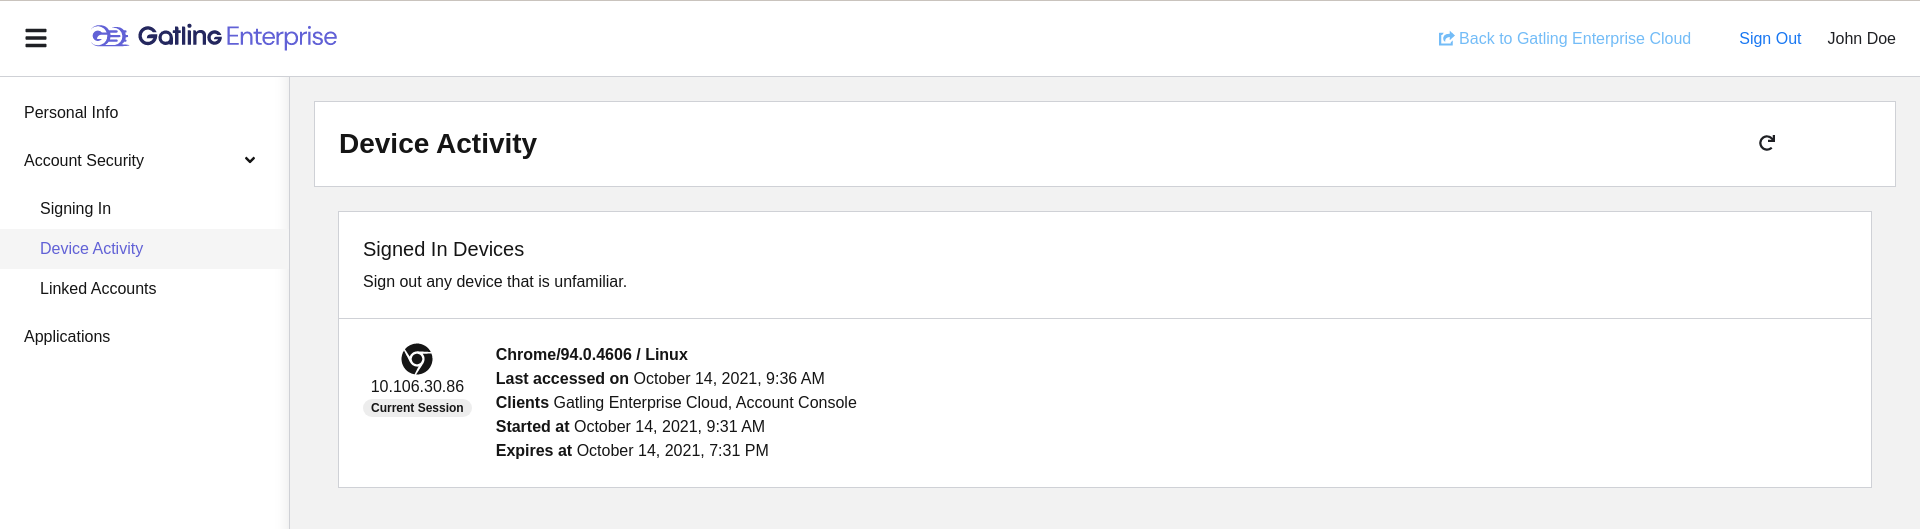 Gatling Enterprise
Back to Gatling Enterprise Cloud
Sign Out
John Doe
Personal Info
Account Security
Signing In
Device Activity
Linked Accounts
Applications
Device Activity
Signed In Devices
Sign out any device that is unfamiliar.
10.106.30.86
Current Session
Chrome/94.0.4606 / Linux
Last accessed on October 14, 2021, 9:36 AM
Clients Gatling Enterprise Cloud, Account Console
Started at October 14, 2021, 9:31 AM
Expires at October 14, 2021, 7:31 PM